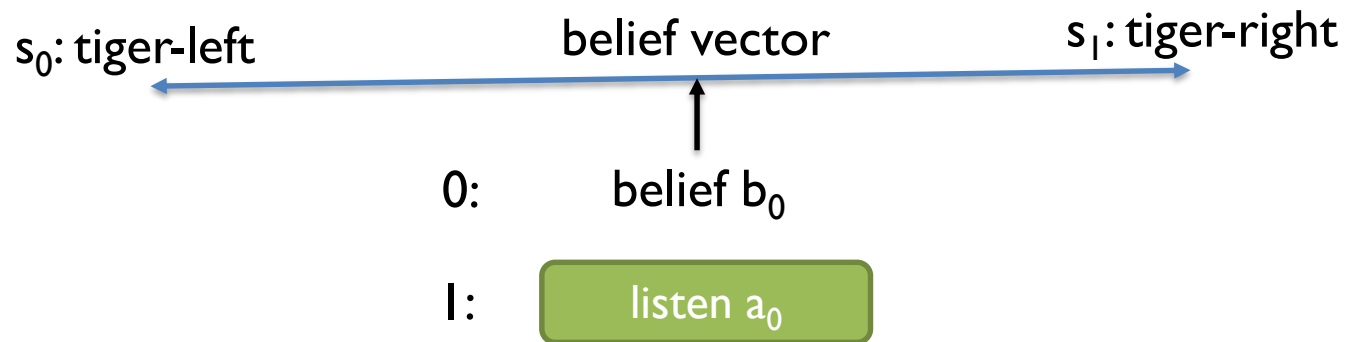 s₀: tiger-left belief vector s₁: tiger-right
0: belief b₀
1: listen a₀